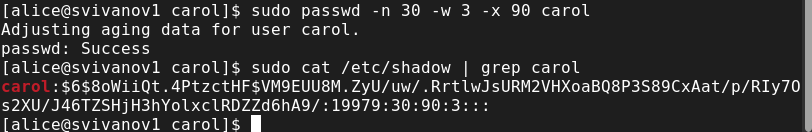 [alice@svivanov1 carol]$ sudo passwd -n 30 -w 3 -x 90 carol
Adjusting aging data for user carol.
passwd: Success
[alice@svivanov1 carol]$ sudo cat /etc/shadow | grep carol
carol:$6$8oWiiQt.4PtzctHF$VM9EUU8M.ZyU/uw/.RrtlwJsURM2VHXoaBQ8P3S89CxAat/p/RIy7O
s2XU/J46TZSHjH3hYolxclRDZZd6hA9/:19979:30:90:3:::
[alice@svivanov1 carol]$